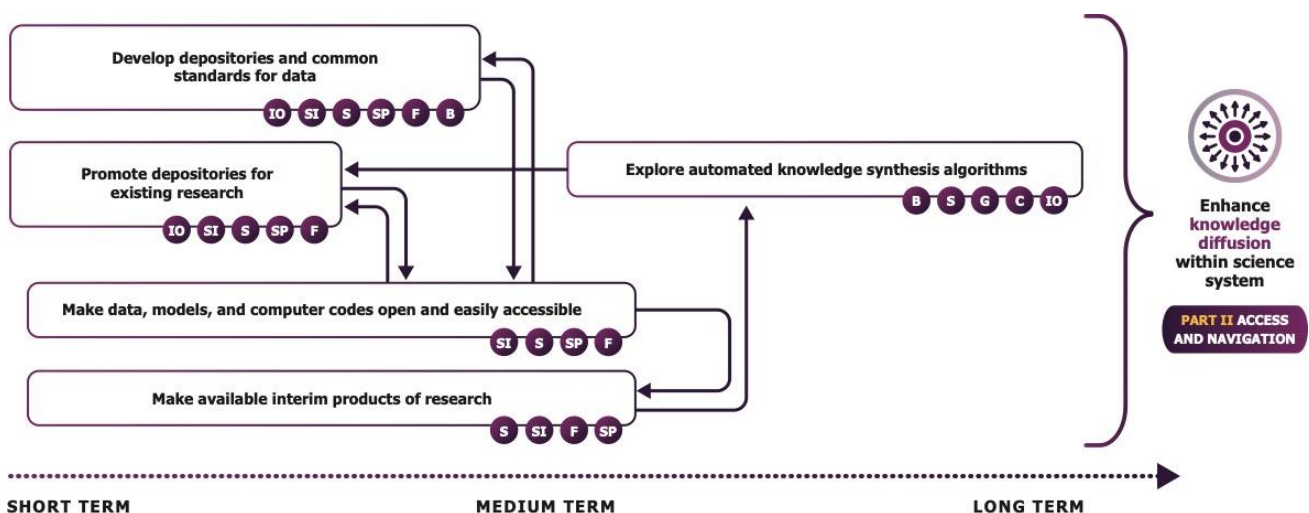 Develop depositories and common
standards for data
IO SI S SP F B
Promote depositories for
existing research
IO SI S SP F
Explore automated knowledge synthesis algorithms
B S G C IO
Make data, models, and computer codes open and easily accessible
SI S SP F
Make available interim products of research
S SI F SP
Enhance
knowledge
diffusion
within science
system
PART II ACCESS
AND NAVIGATION
SHORT TERM MEDIUM TERM LONG TERM